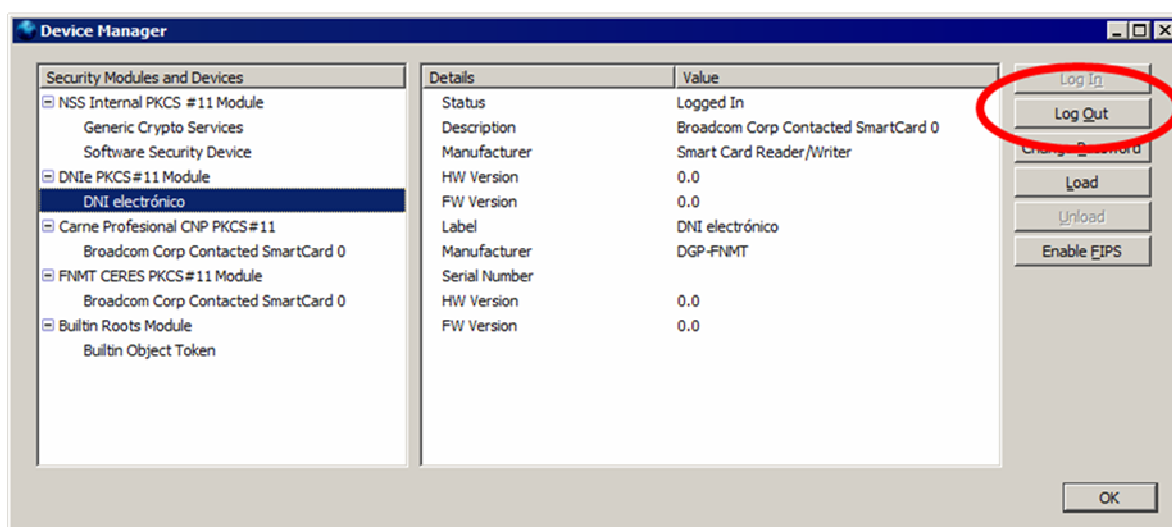 Device Manager
Security Modules and Devices
NSS Internal PKCS #11 Module
Generic Crypto Services
Software Security Device
DNIe PKCS#11 Module
DNI electrónico
Carne Profesional CNP PKCS#11
Broadcom Corp Contacted SmartCard 0
FNMT CERES PKCS#11 Module
Broadcom Corp Contacted SmartCard 0
Builtin Roots Module
Builtin Object Token
Details Value
Status Logged In
Description Broadcom Corp Contacted SmartCard 0
Manufacturer Smart Card Reader/Writer
HW Version 0.0
FW Version 0.0
Label DNI electrónico
Manufacturer DGP-FNMT
Serial Number
HW Version 0.0
FW Version 0.0
Log In
Log Out
Change Password
Load
Unload
Enable FIPS
OK